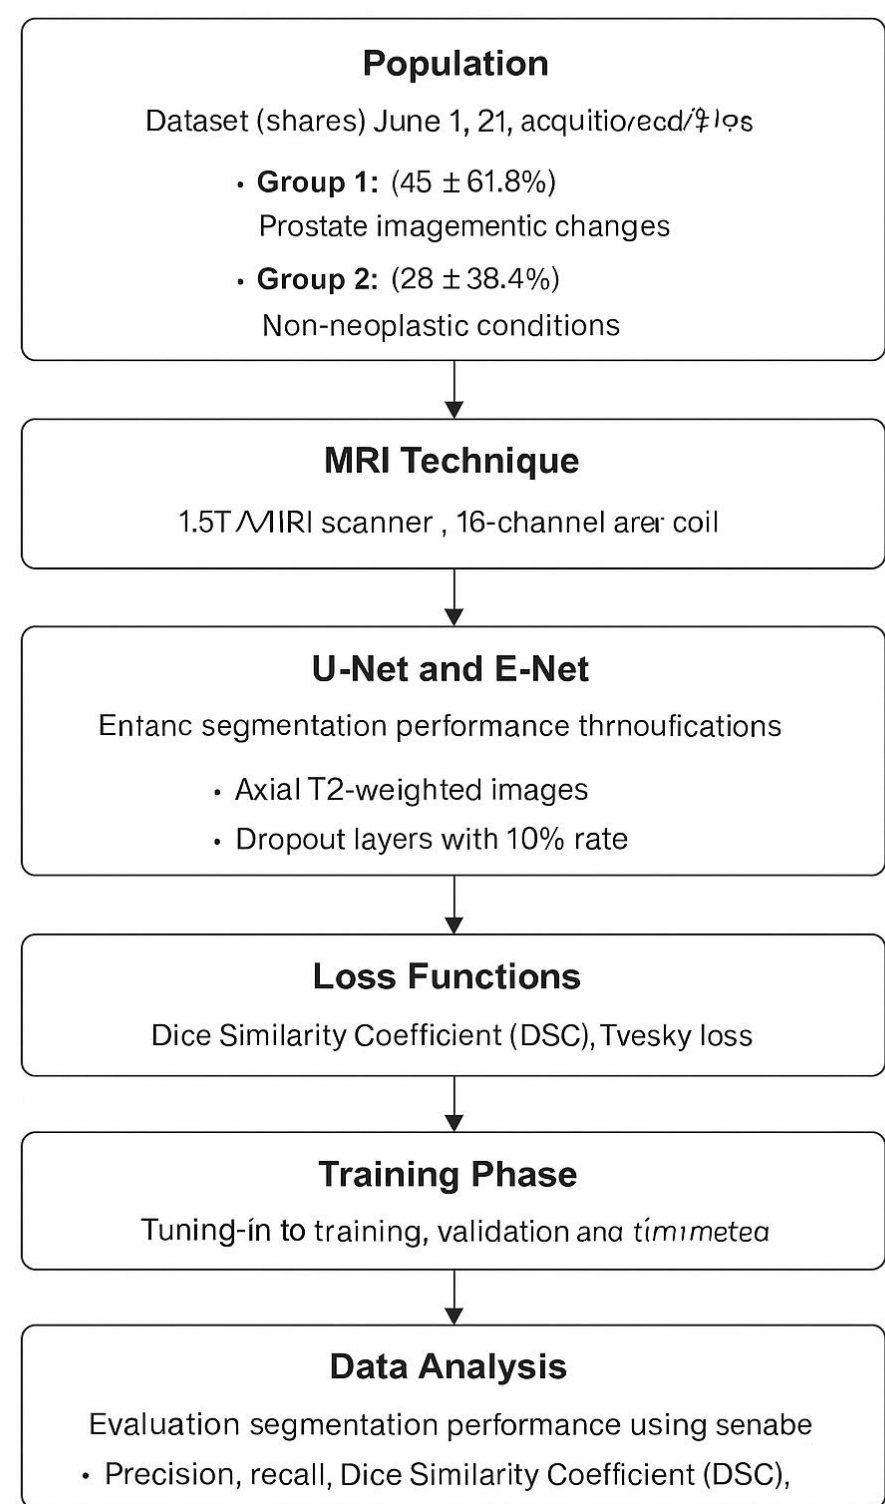 Population
Dataset (shares) June 1, 21,
• Group 1: (45 ± 61.8%)
Prostate imagementic changes
• Group 2: (28 ± 38.4%)
Non-neoplastic conditions
MRI Technique
1.5T scanner , 16-channel coil
U-Net and E-Net
Entanc segmentation performance thrnoufications
• Axial T2-weighted images
• Dropout layers with 10% rate
Loss Functions
Dice Similarity Coefficient (DSC), Tvesky loss
Training Phase
Tuning-in to training, validation
Data Analysis
Evaluation segmentation performance using senabe
• Precision, recall, Dice Similarity Coefficient (DSC),